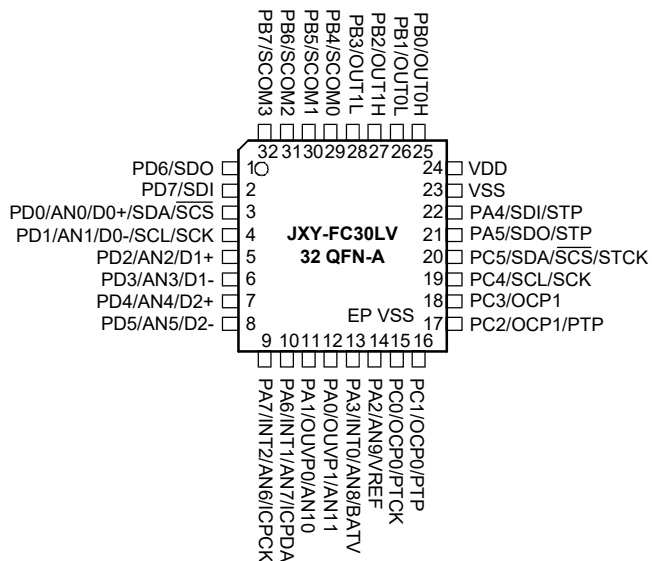 PB7/SCOM3
PB6/SCOM2
PB5/SCOM1
PB4/SCOM0
PB3/OUT1L
PB2/OUT1H
PB1/OUT0L
PB0/OUT0H
32 31 30 29 28 27 26 25
PD6/SDO 1
PD7/SDI 2
PD0/AN0/D0+/SDA/SCS 3
PD1/AN1/D0-/SCL/SCK 4
PD2/AN2/D1+ 5
PD3/AN3/D1- 6
PD4/AN4/D2+ 7
PD5/AN5/D2- 8
JXY-FC30LV
32 QFN-A
EP VSS
24 VDD
23 VSS
22 PA4/SDI/STP
21 PA5/SDO/STP
20 PC5/SDA/SCS/STCK
19 PC4/SCL/SCK
18 PC3/OCP1
17 PC2/OCP1/PTP
9 10 11 12 13 14 15 16
PA7/INT2/AN6/ICPCK
PA6/INT1/AN7/ICPDA
PA1/OUVP0/AN10
PA0/OUVP1/AN11
PA3/INT0/AN8/BATV
PA2/AN9/VREF
PC0/OCP0/PTCK
PC1/OCP0/PTP